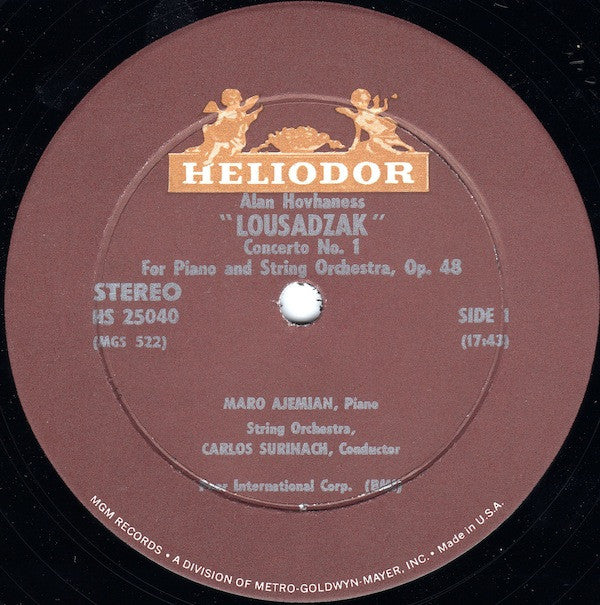 HELIODOR
Alan Hovhaness
"LOUSADZAK"
Concerto No. 1
For Piano and String Orchestra, Op. 48
STEREO
HS 25040
(MGS 522)
SIDE 1
(17:43)
MARO AJEMIAN, Piano
String Orchestra,
CARLOS SURINACH, Conductor
Peer International Corp. (BMI)
MGM RECORDS • A DIVISION OF METRO-GOLDWYN-MAYER, INC. • Made in U.S.A.